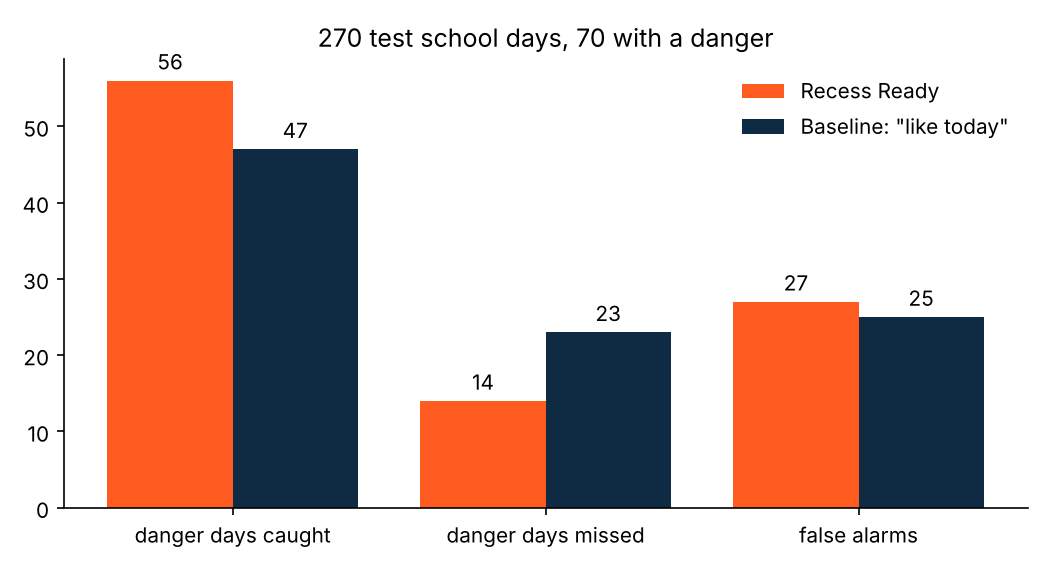 270 test school days, 70 with a danger
Recess Ready
Baseline: "like today"
56
47
14
23
27
25
50
40
30
20
10
0
danger days caught
danger days missed
false alarms